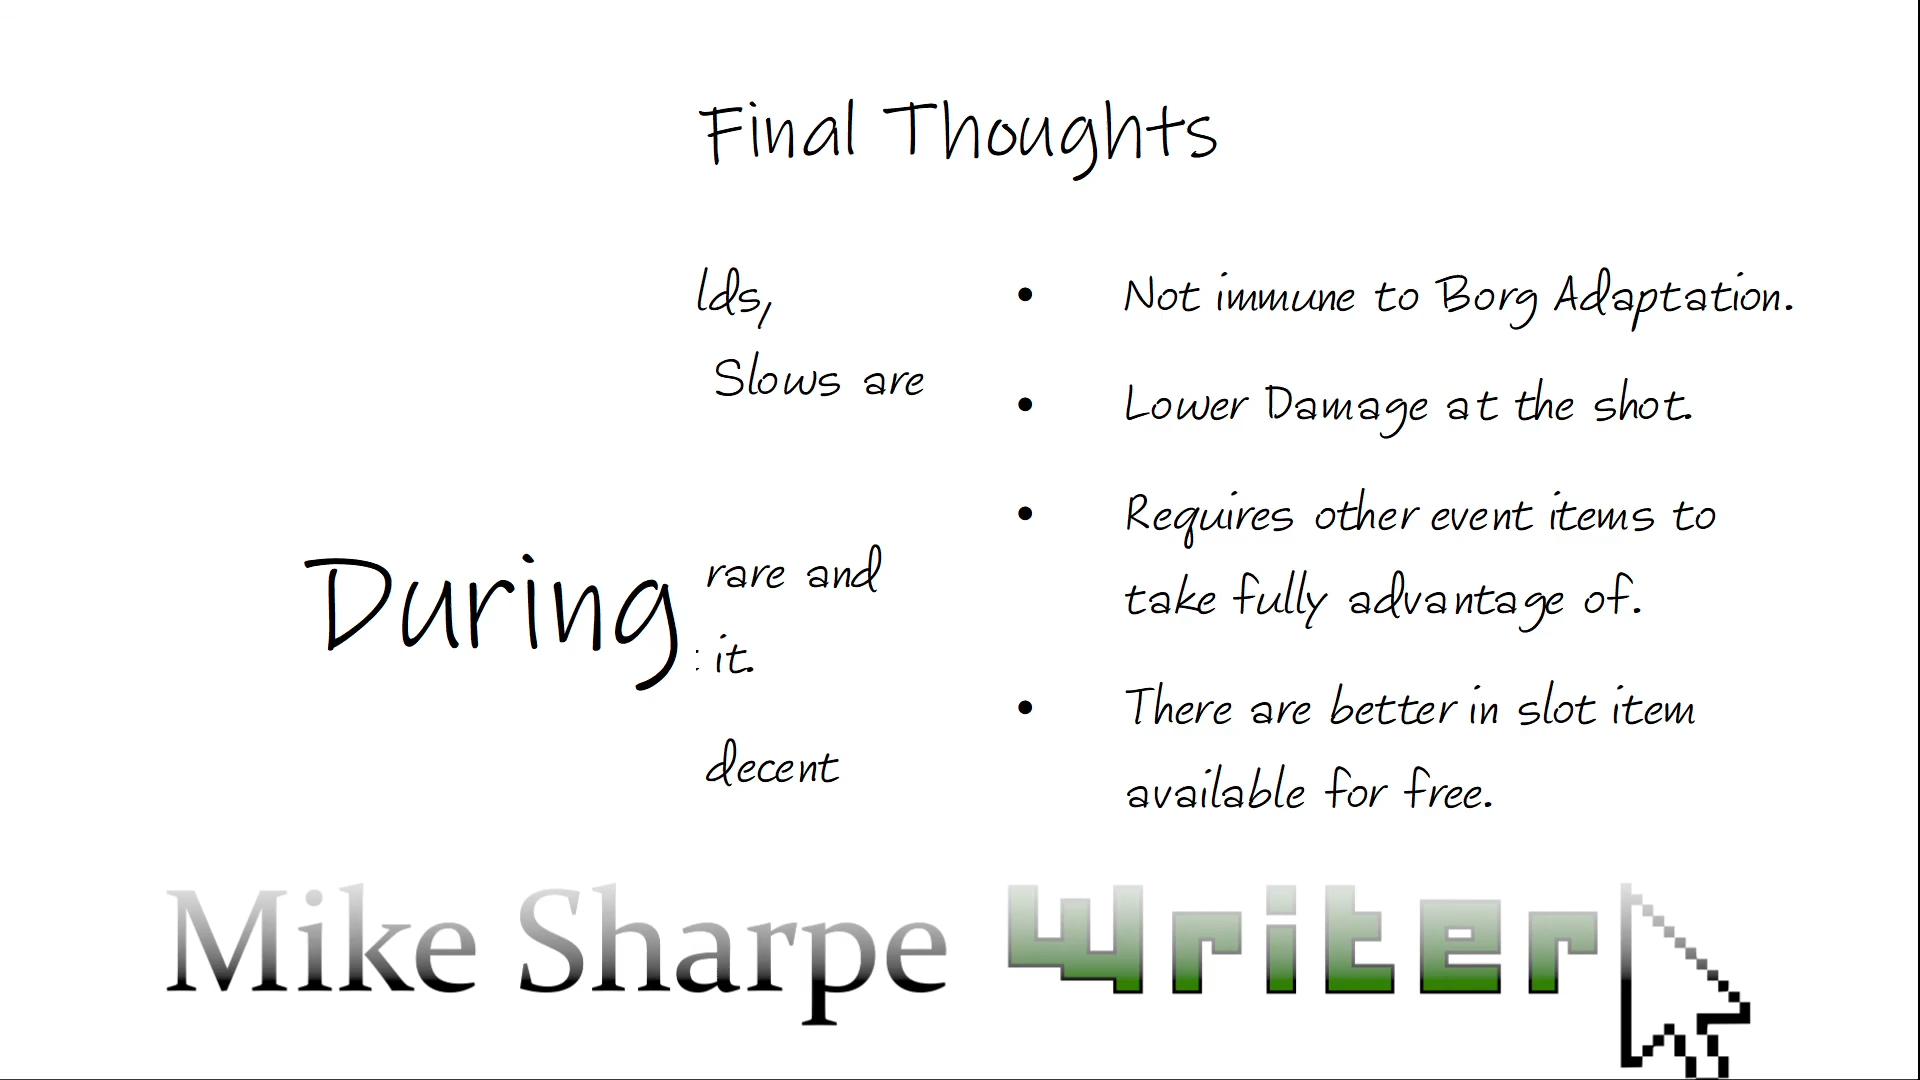 Final Thoughts
lds,
Slows are
During
rare and
it.
decent
• Not immune to Borg Adaptation.
• Lower Damage at the shot.
• Requires other event items to
take fully advantage of.
• There are better in slot item
available for free.
Mike Sharpe Writer